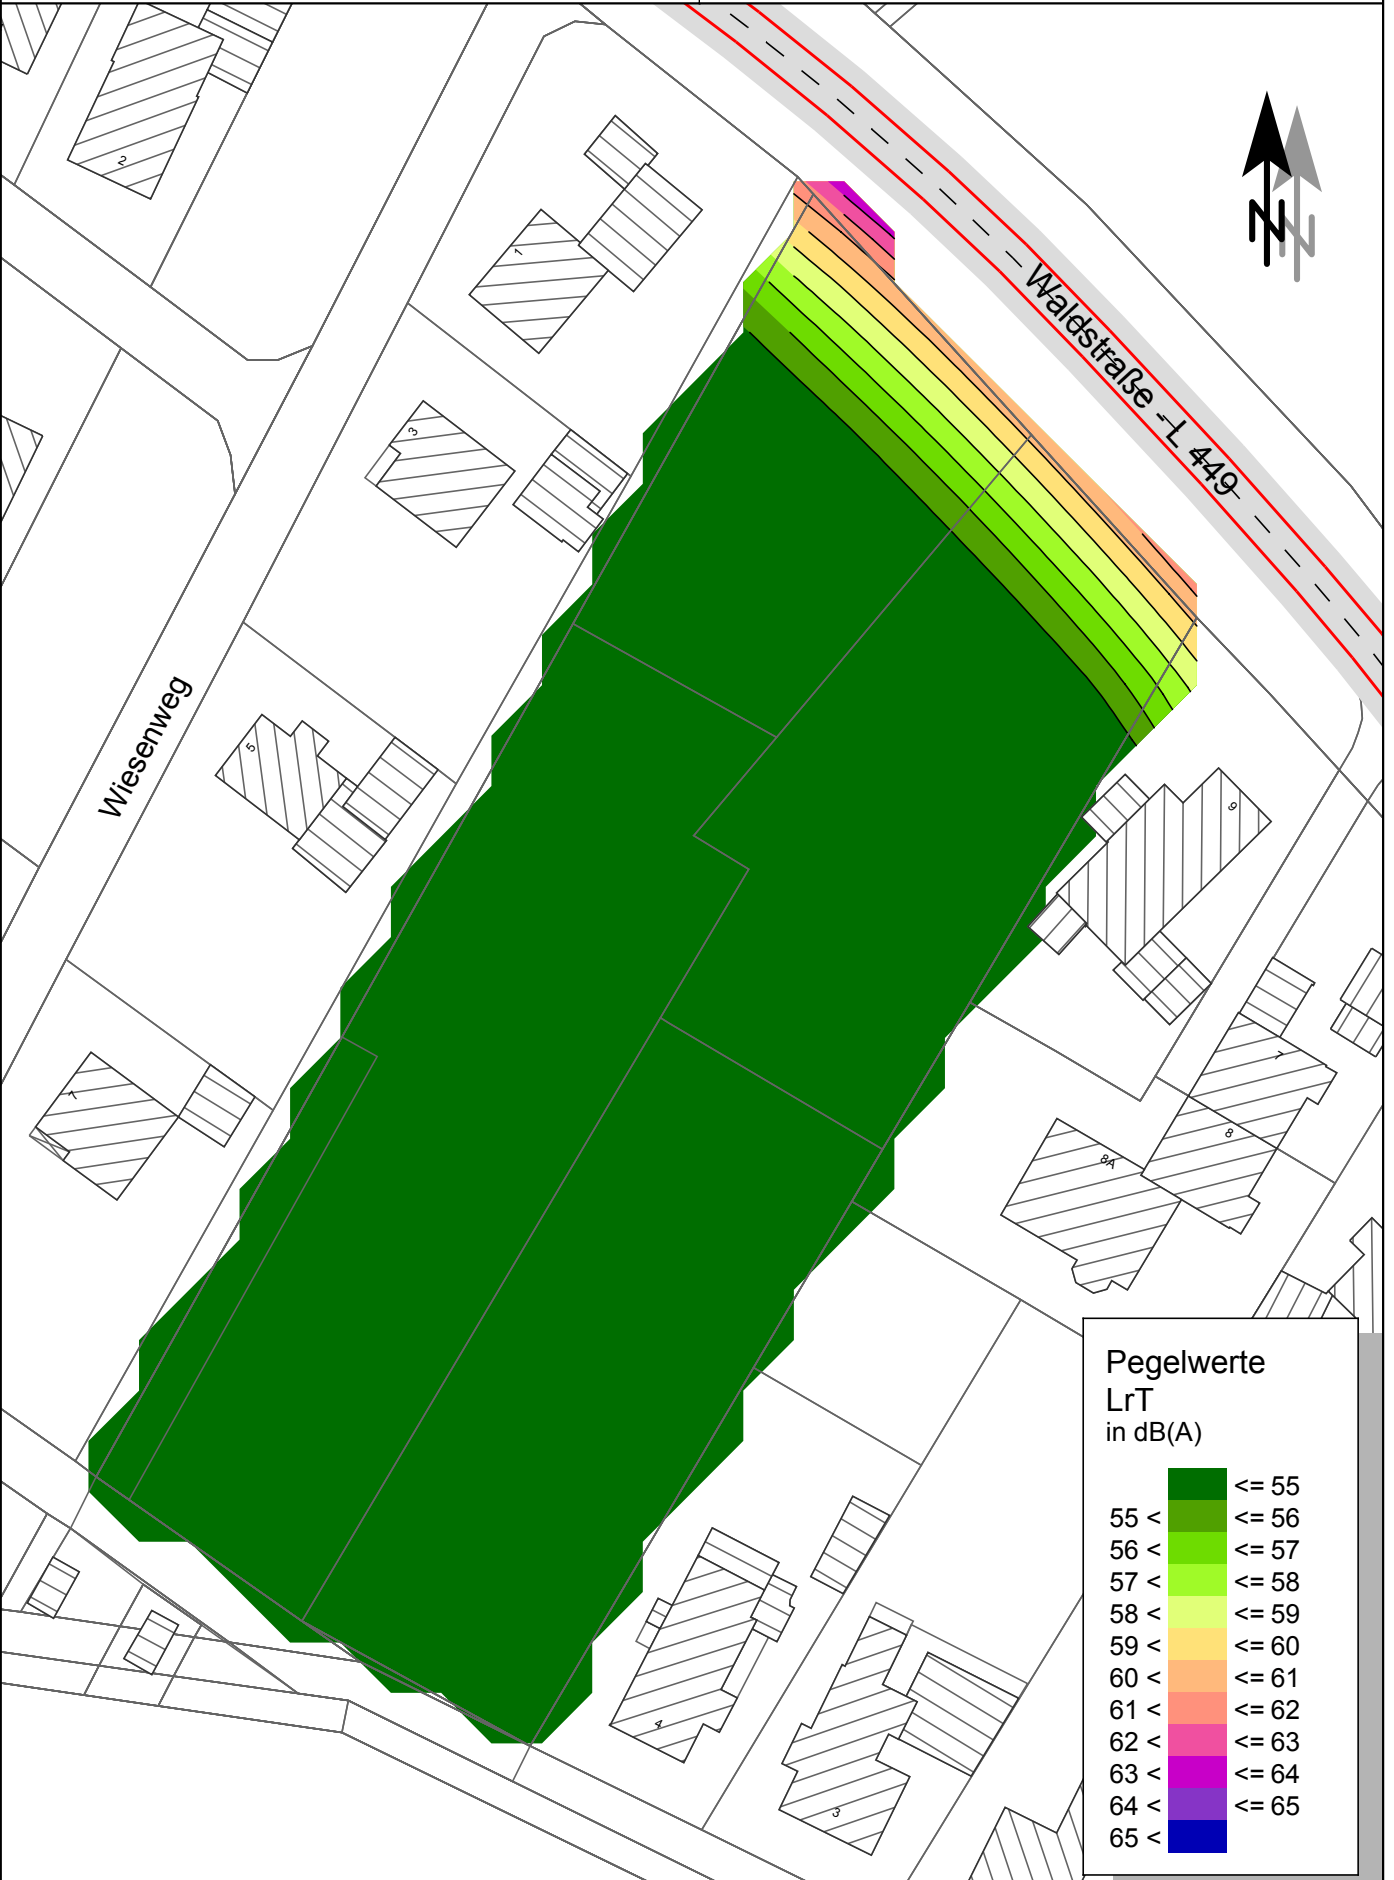 2
1
N
N
Waldstraße - L 449
3
Wiesenweg
5
9
7
7
8
8A
4
3
Pegelwerte
LrT
in dB(A)
<= 55
55 < <= 56
56 < <= 57
57 < <= 58
58 < <= 59
59 < <= 60
60 < <= 61
61 < <= 62
62 < <= 63
63 < <= 64
64 < <= 65
65 <